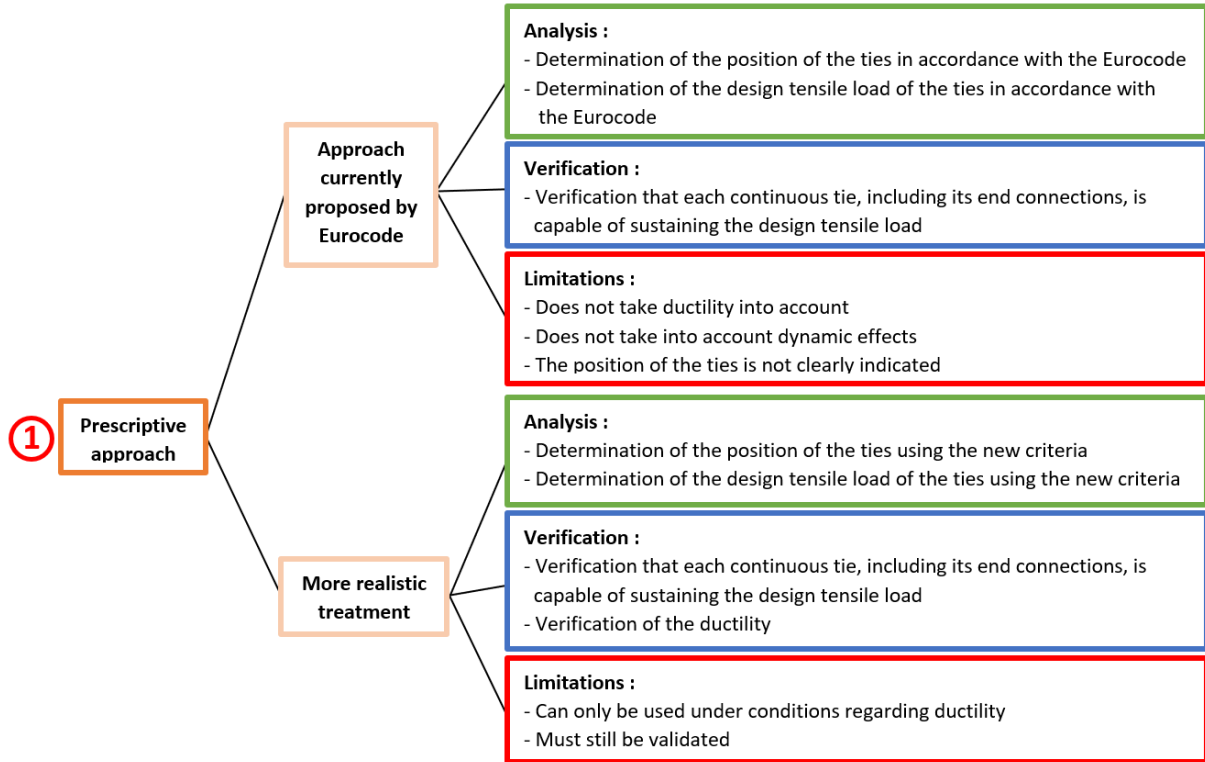 ①
Prescriptive
approach
Approach
currently
proposed by
Eurocode
Analysis :
- Determination of the position of the ties in accordance with the Eurocode
- Determination of the design tensile load of the ties in accordance with
the Eurocode
Verification :
- Verification that each continuous tie, including its end connections, is
capable of sustaining the design tensile load
Limitations :
- Does not take ductility into account
- Does not take into account dynamic effects
- The position of the ties is not clearly indicated
More realistic
treatment
Analysis :
- Determination of the position of the ties using the new criteria
- Determination of the design tensile load of the ties using the new criteria
Verification :
- Verification that each continuous tie, including its end connections, is
capable of sustaining the design tensile load
- Verification of the ductility
Limitations :
- Can only be used under conditions regarding ductility
- Must still be validated